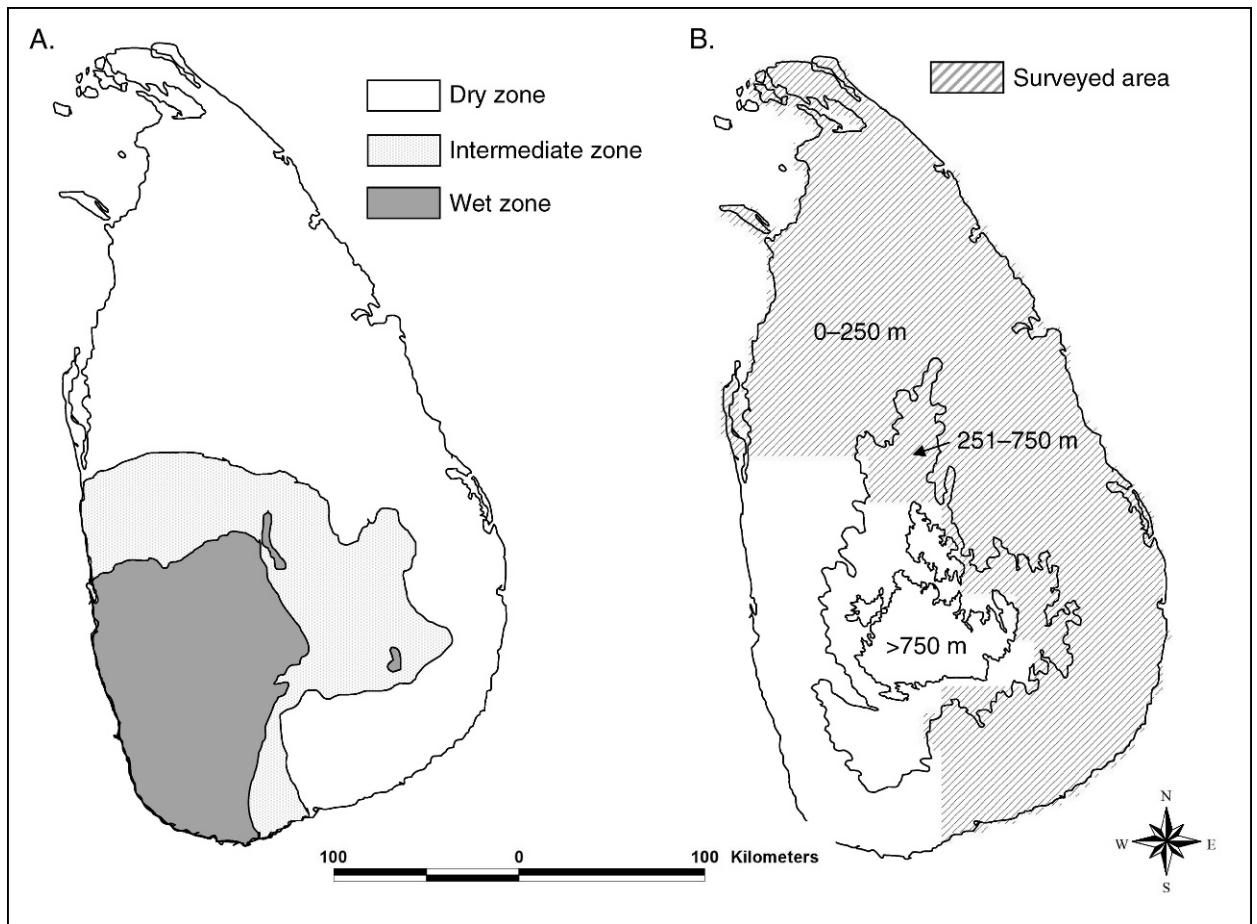 A.
Dry zone
Intermediate zone
Wet zone
B.
Surveyed area
0–250 m
251–750 m
>750 m
100 0 100 Kilometers
N
W E
S